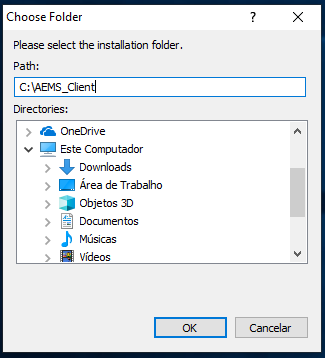 Choose Folder
Please select the installation folder.
Path:
C:\AEMS_Client
Directories:
OneDrive
Este Computador
Downloads
Área de Trabalho
Objetos 3D
Documentos
Músicas
Vídeos
OK
Cancelar